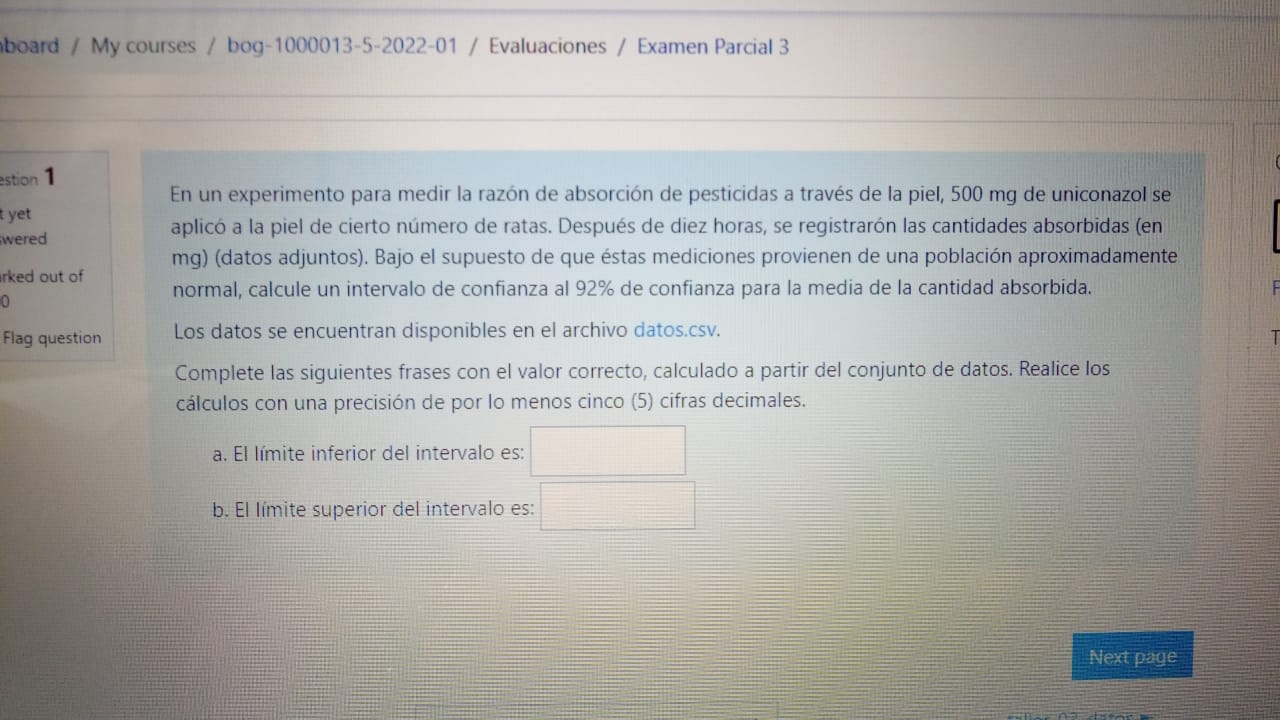 board / My courses / bog-1000013-5-2022-01 / Evaluaciones / Examen Parcial 3
estion 1
t yet
wered
rked out of
0
Flag question
En un experimento para medir la razón de absorción de pesticidas a través de la piel, 500 mg de uniconazol se
aplicó a la piel de cierto número de ratas. Después de diez horas, se registrarón las cantidades absorbidas (en
mg) (datos adjuntos). Bajo el supuesto de que éstas mediciones provienen de una población aproximadamente
normal, calcule un intervalo de confianza al 92% de confianza para la media de la cantidad absorbida.
Los datos se encuentran disponibles en el archivo datos.csv.
Complete las siguientes frases con el valor correcto, calculado a partir del conjunto de datos. Realice los
cálculos con una precisión de por lo menos cinco (5) cifras decimales.
a. El límite inferior del intervalo es:
b. El límite superior del intervalo es:
Next page